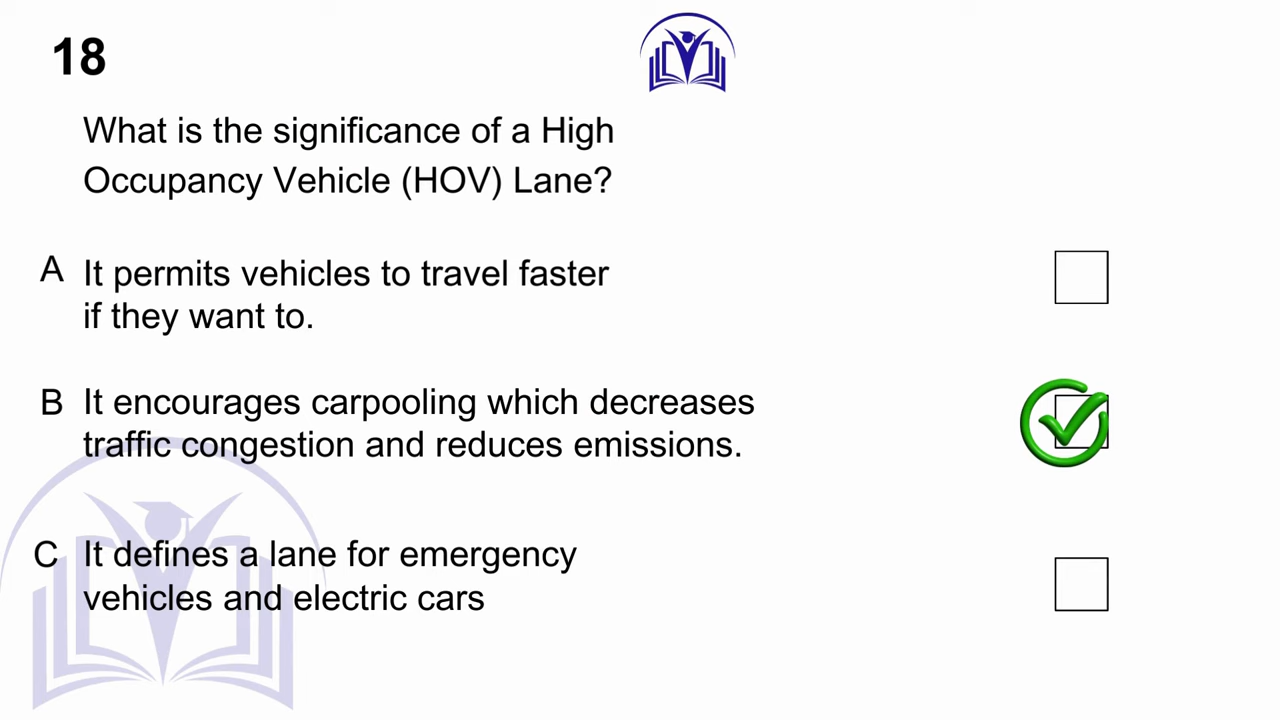 18
What is the significance of a High
Occupancy Vehicle (HOV) Lane?
A It permits vehicles to travel faster
if they want to.
B It encourages carpooling which decreases
traffic congestion and reduces emissions.
C It defines a lane for emergency
vehicles and electric cars